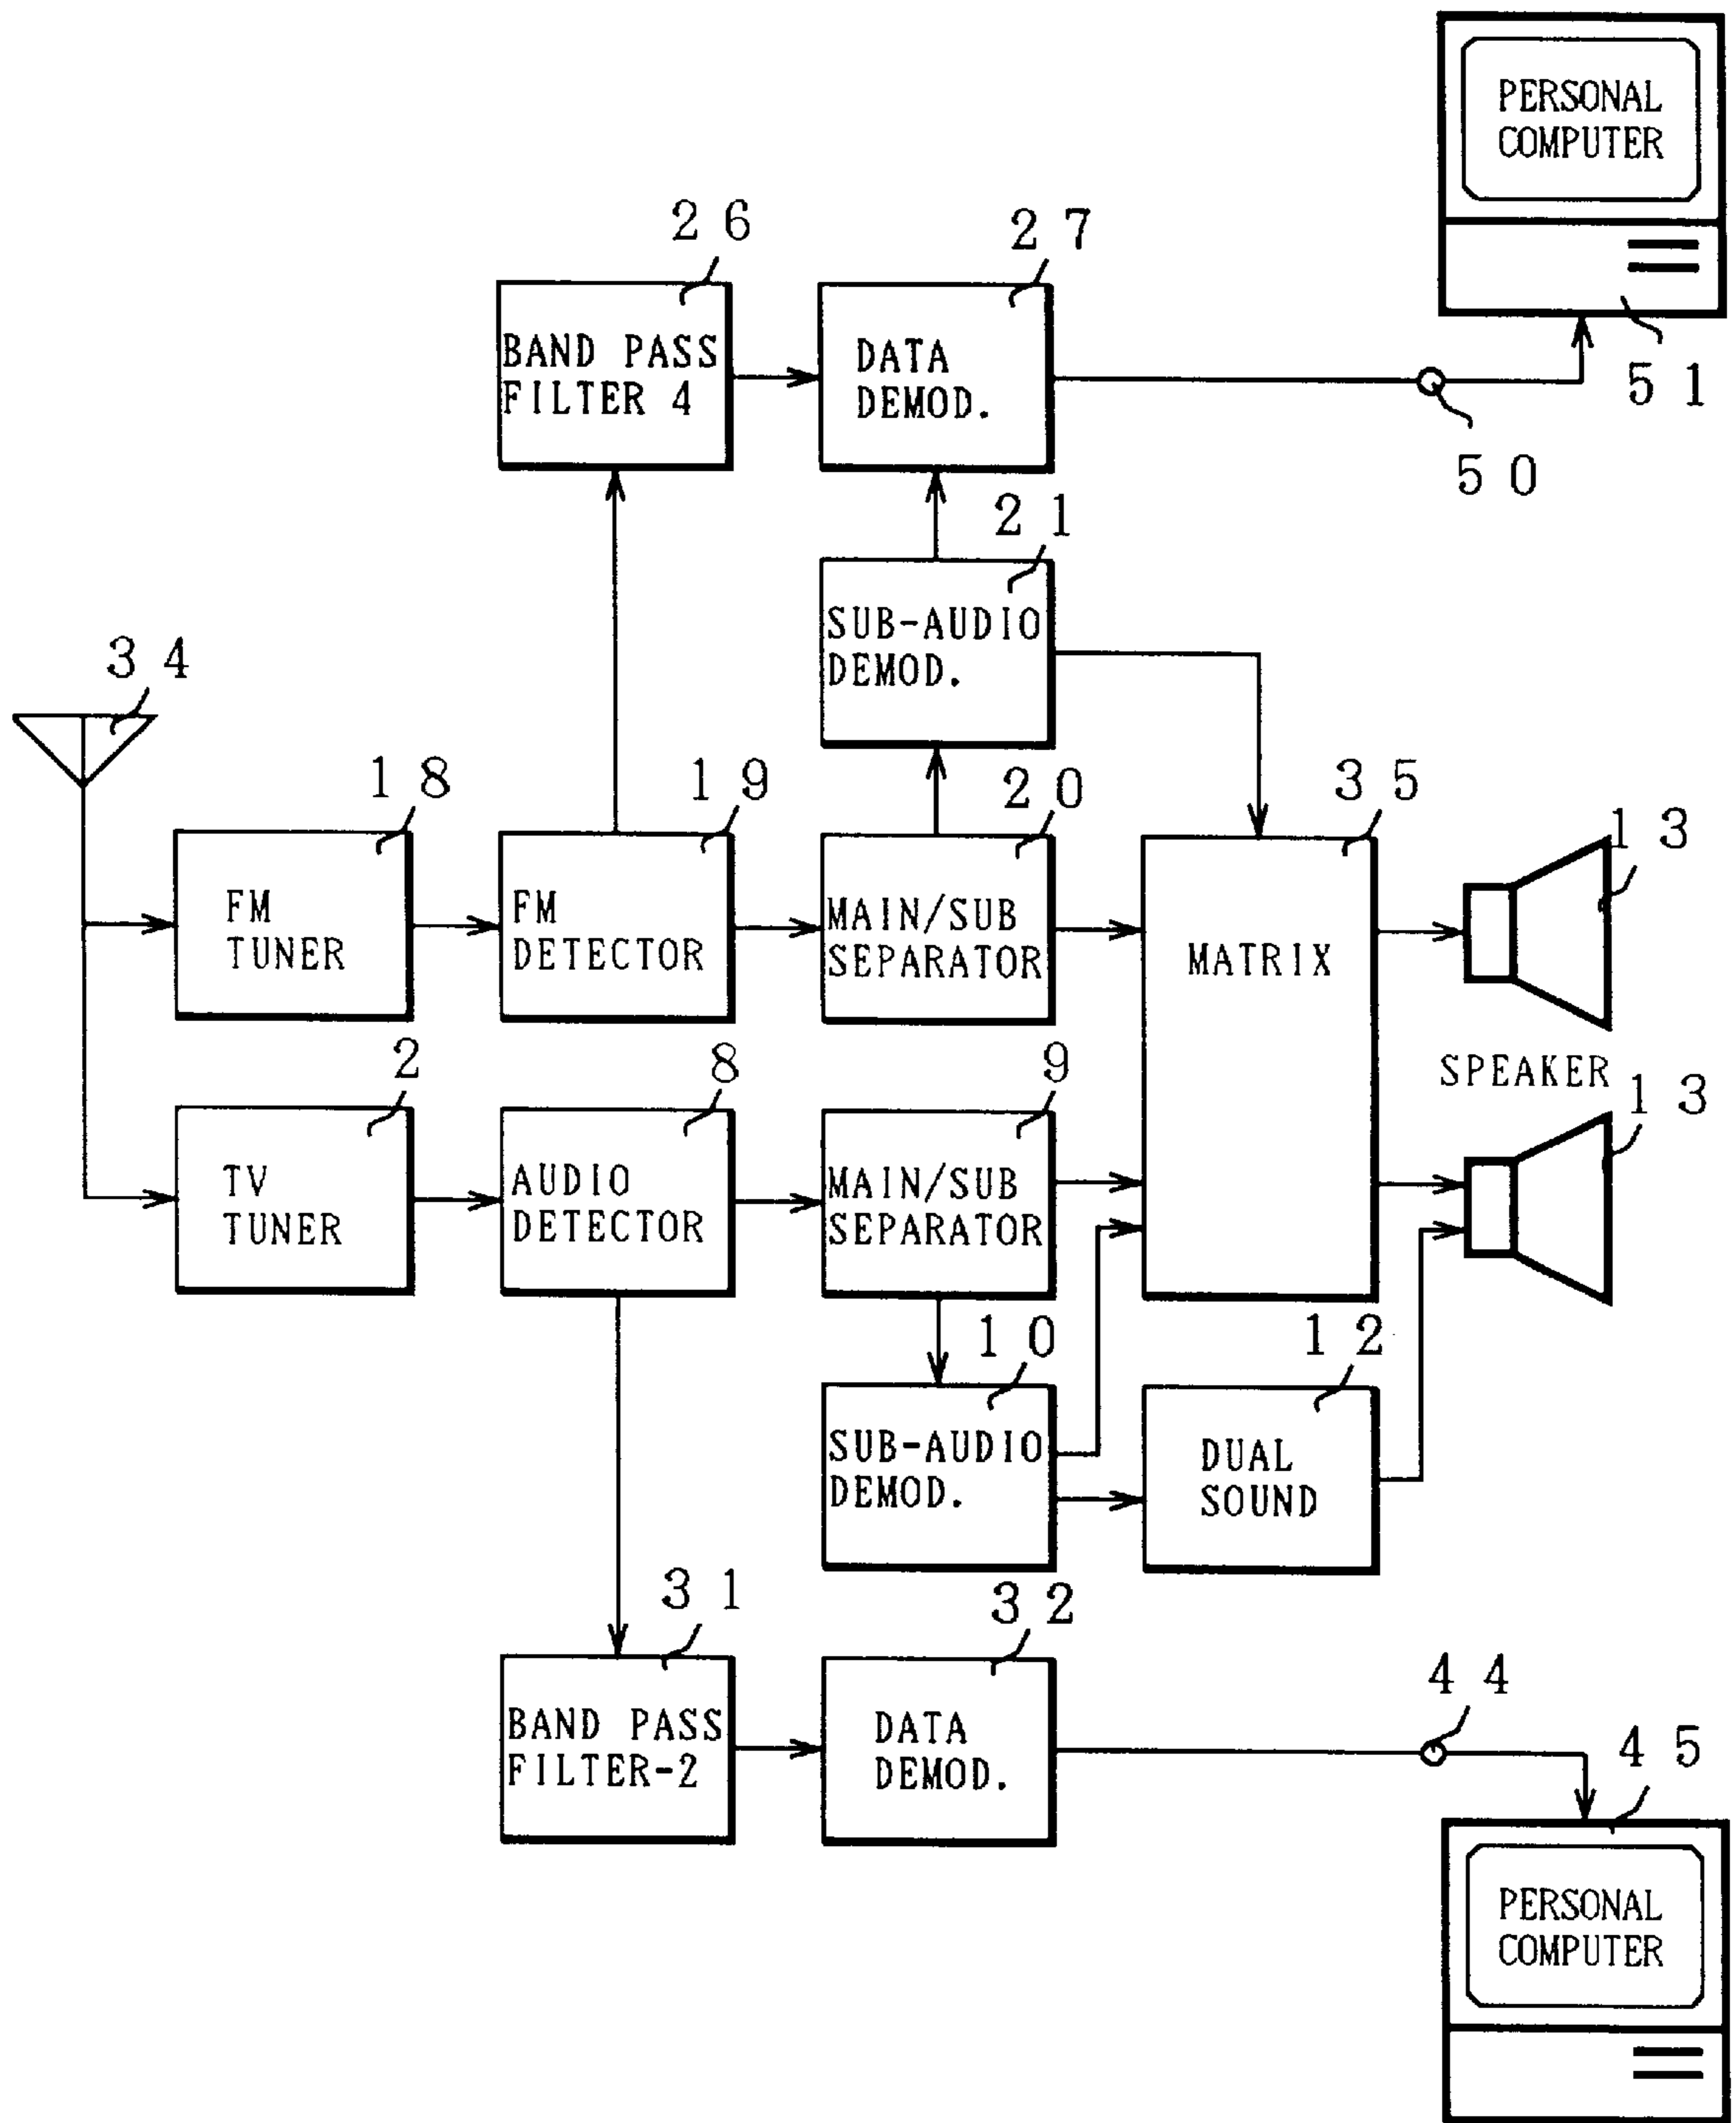 PERSONAL
COMPUTER
5 1
2 6
BAND PASS
FILTER 4
2 7
DATA
DEMOD.
5 0
2 1
SUB-AUDIO
DEMOD.
3 4
1 8
FM
TUNER
1 9
FM
DETECTOR
2 0
MAIN/SUB
SEPARATOR
3 5
MATRIX
1 3
SPEAKER
1 3
2
TV
TUNER
8
AUDIO
DETECTOR
9
MAIN/SUB
SEPARATOR
1 0
SUB-AUDIO
DEMOD.
1 2
DUAL
SOUND
3 1
BAND PASS
FILTER-2
3 2
DATA
DEMOD.
4 4
4 5
PERSONAL
COMPUTER